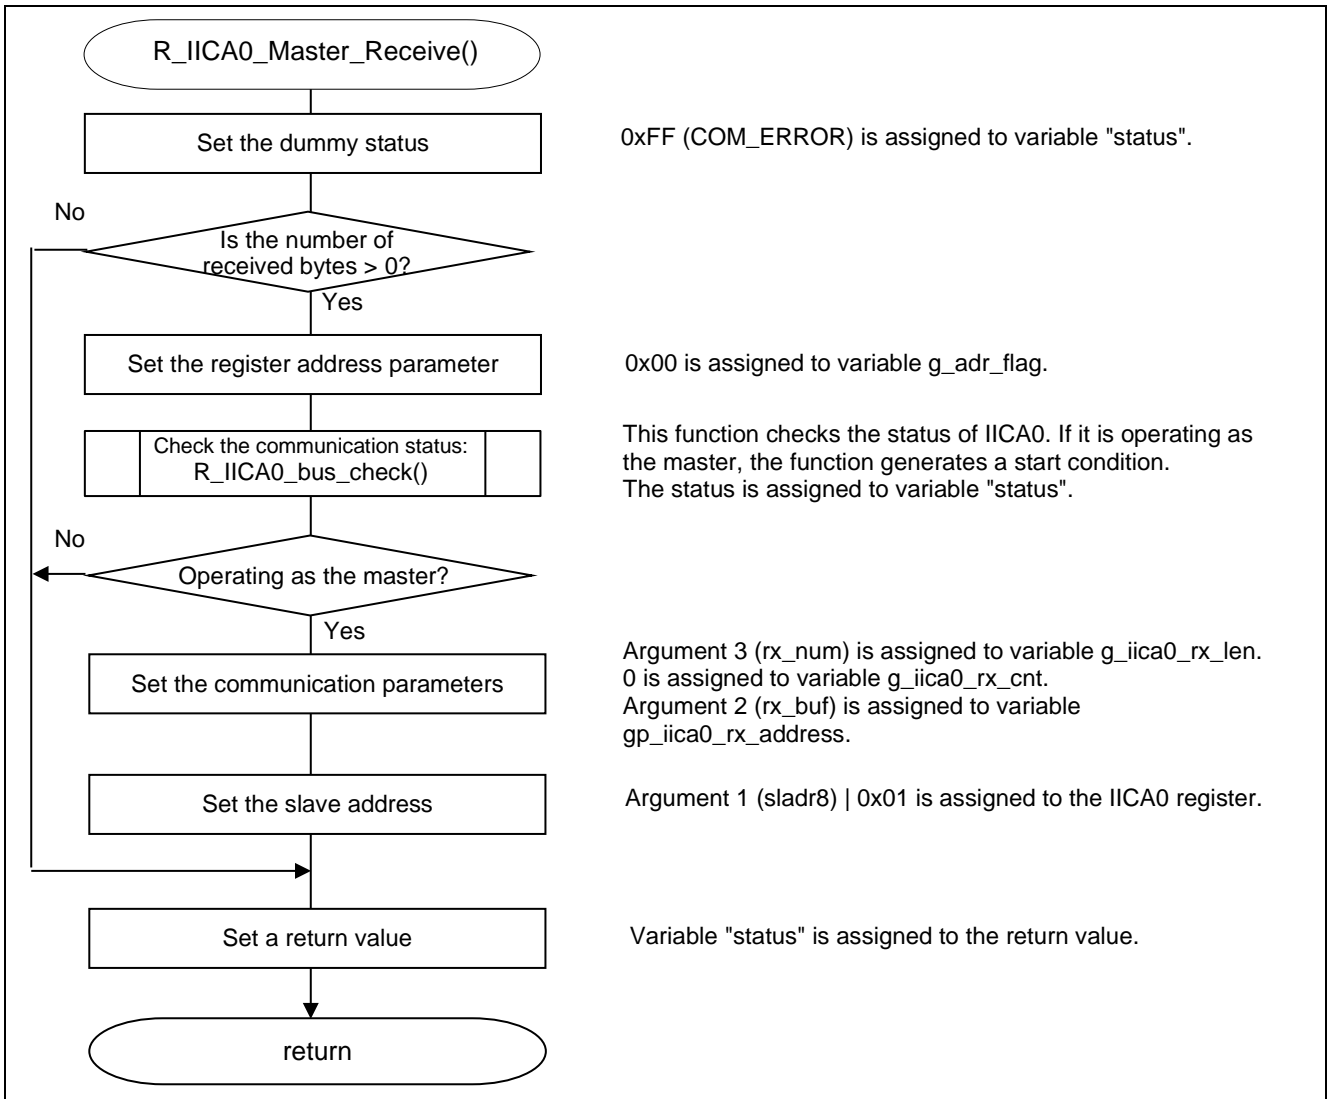 R_IICA0_Master_Receive()
Set the dummy status
0xFF (COM_ERROR) is assigned to variable "status".
No
Is the number of
received bytes > 0?
Yes
Set the register address parameter
0x00 is assigned to variable g_adr_flag.
Check the communication status:
R_IICA0_bus_check()
This function checks the status of IICA0. If it is operating as
the master, the function generates a start condition.
The status is assigned to variable "status".
No
Operating as the master?
Yes
Set the communication parameters
Argument 3 (rx_num) is assigned to variable g_iica0_rx_len.
0 is assigned to variable g_iica0_rx_cnt.
Argument 2 (rx_buf) is assigned to variable
gp_iica0_rx_address.
Set the slave address
Argument 1 (sladr8) | 0x01 is assigned to the IICA0 register.
Set a return value
Variable "status" is assigned to the return value.
return